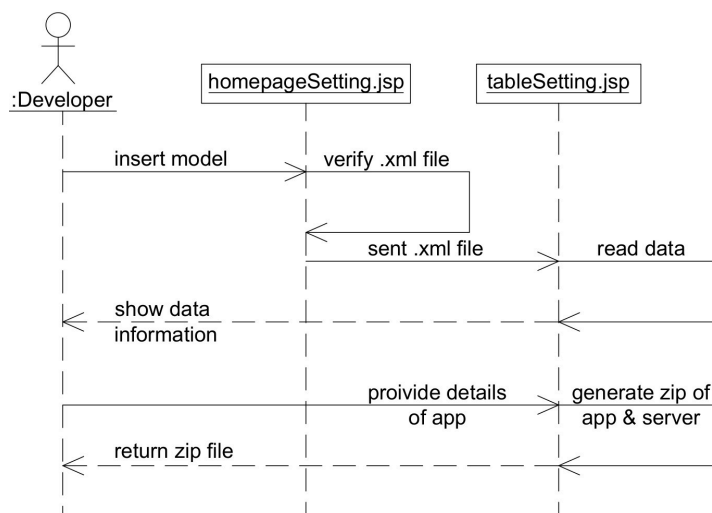 :Developer
homepageSetting.jsp
tableSetting.jsp
insert model
verify .xml file
sent .xml file
read data
show data
information
proivide details
of app
generate zip of
app & server
return zip file